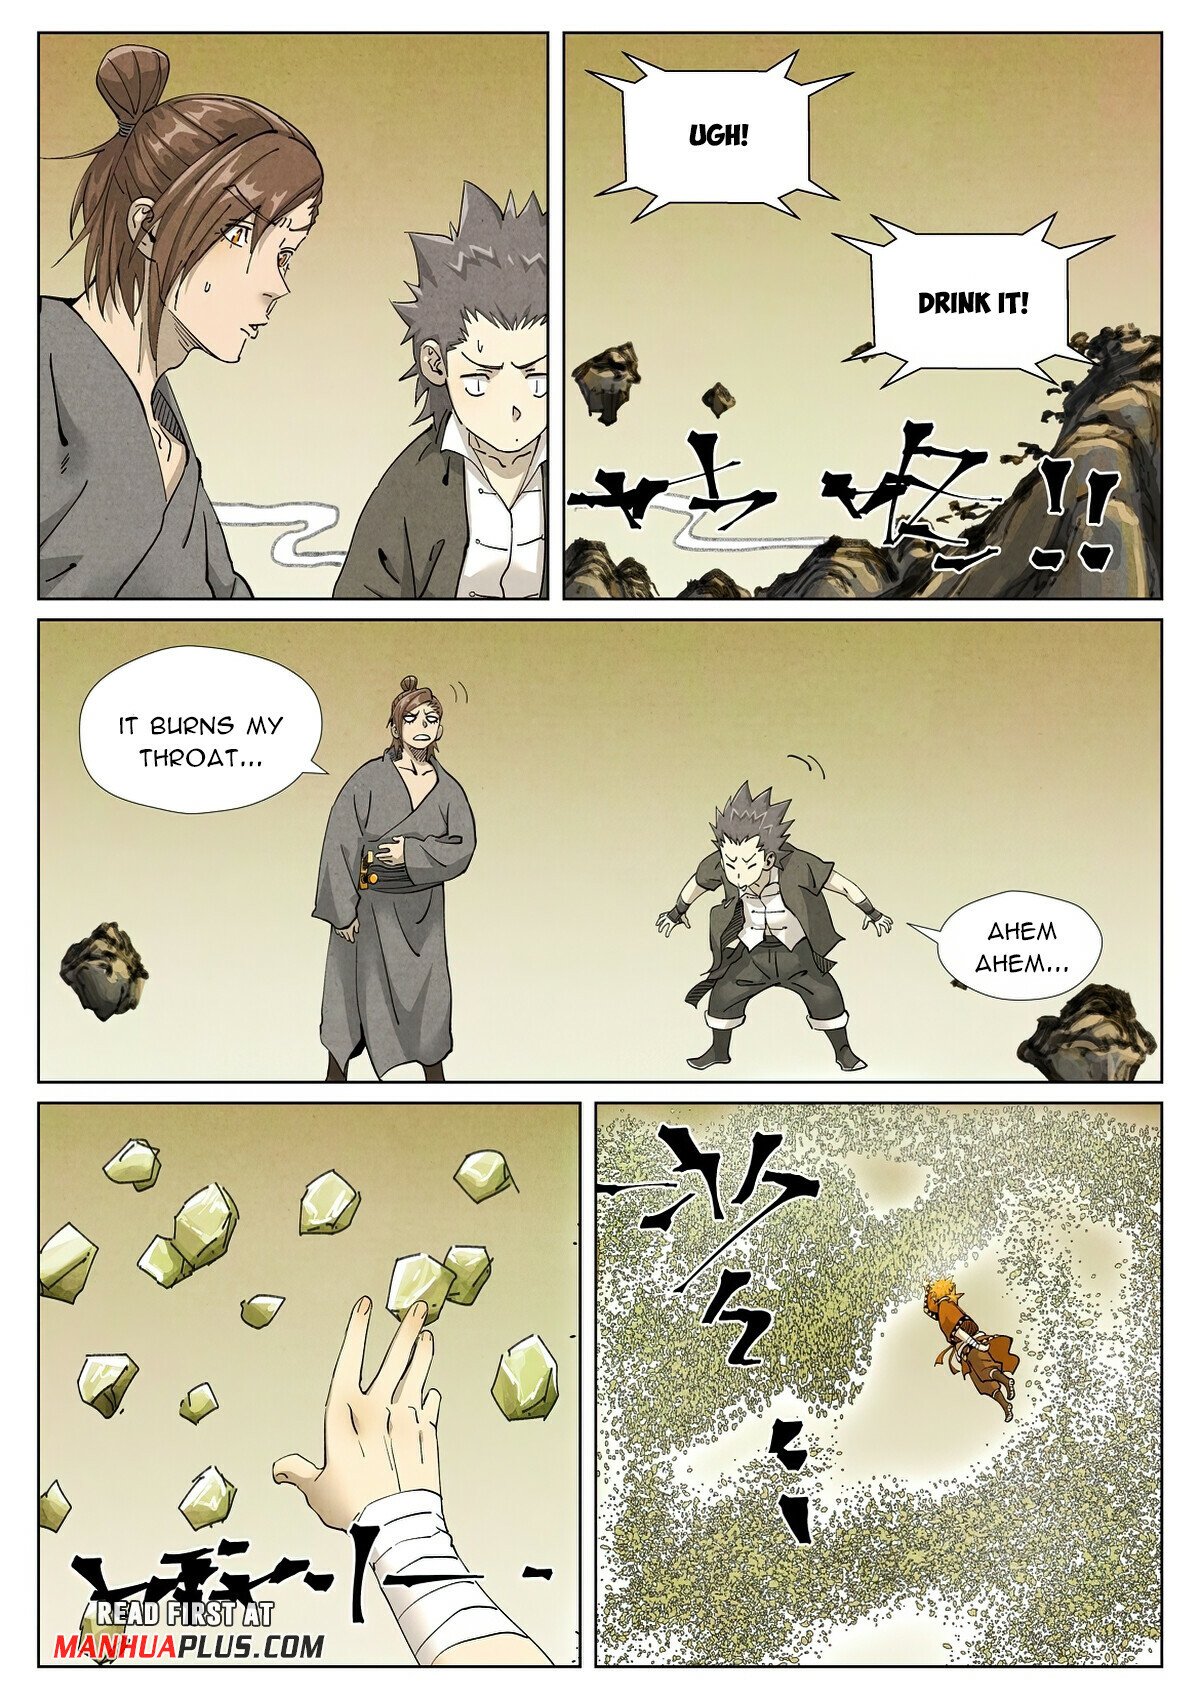 UGH!
DRINK IT!
IT BURNS MY
THROAT...
AHEM
AHEM...
READ FIRST AT
MANHUAPLUS.COM